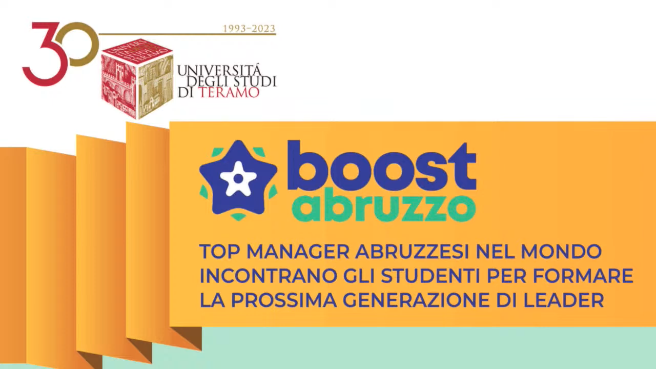 30
1993-2023
UNIVERSITÁ
DEGLI STUDI
DI TERAMO
boost
abruzzo
TOP MANAGER ABRUZZESI NEL MONDO
INCONTRANO GLI STUDENTI PER FORMARE
LA PROSSIMA GENERAZIONE DI LEADER